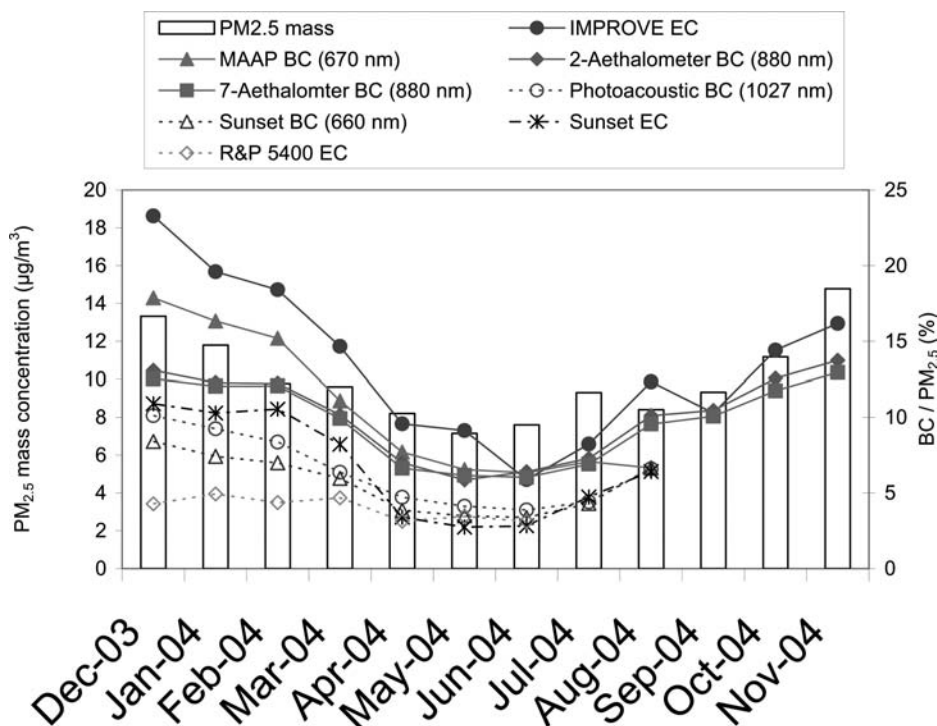 PM2.5 mass
IMPROVE EC
MAAP BC (670 nm)
2-Aethalometer BC (880 nm)
7-Aethalomter BC (880 nm)
Photoacoustic BC (1027 nm)
Sunset BC (660 nm)
Sunset EC
R&P 5400 EC
PM2.5 mass concentration (µg/m³)
20
18
16
14
12
10
8
6
4
2
0
25
20
15
10
5
0
BC / PM2.5 (%)
Dec-03
Jan-04
Feb-04
Mar-04
Apr-04
May-04
Jun-04
Jul-04
Aug-04
Sep-04
Oct-04
Nov-04